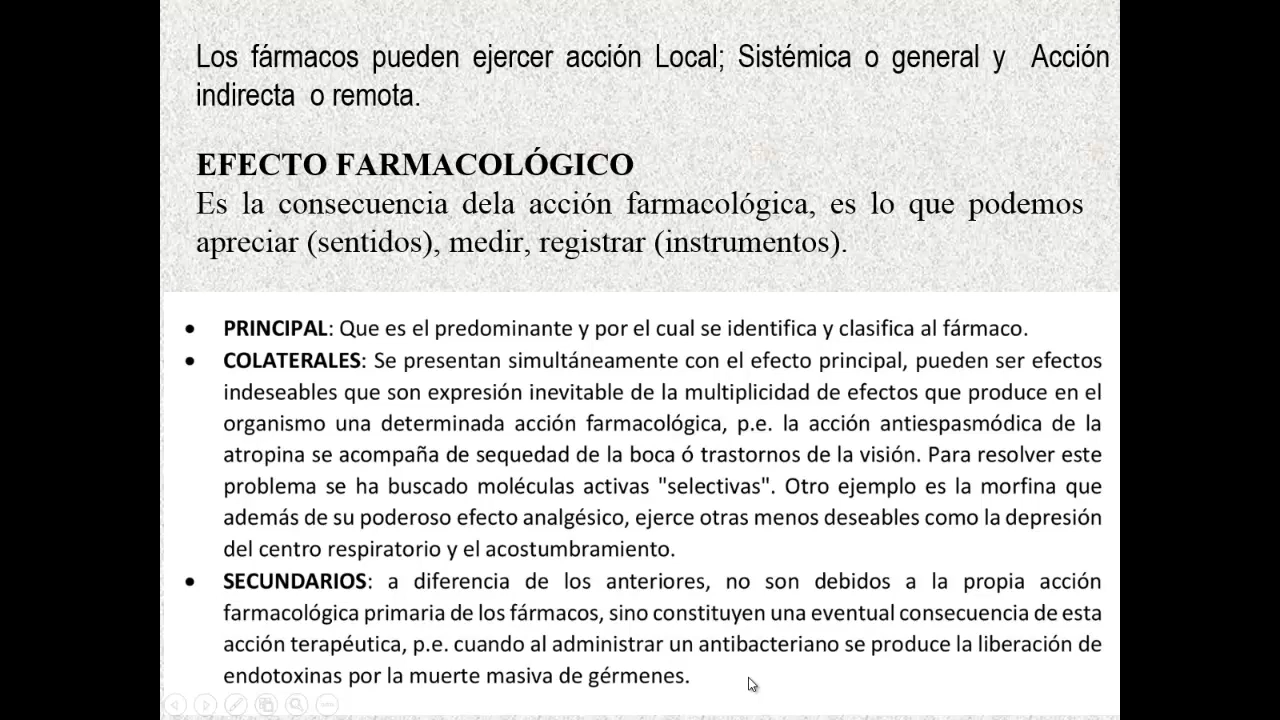 Los fármacos pueden ejercer acción Local; Sistémica o general y Acción
indirecta o remota.
EFECTO FARMACOLÓGICO
Es la consecuencia dela acción farmacológica, es lo que podemos
apreciar (sentidos), medir, registrar (instrumentos).
• PRINCIPAL: Que es el predominante y por el cual se identifica y clasifica al fármaco.
• COLATERALES: Se presentan simultáneamente con el efecto principal, pueden ser efectos
indeseables que son expresión inevitable de la multiplicidad de efectos que produce en el
organismo una determinada acción farmacológica, p.e. la acción antiespasmódica de la
atropina se acompaña de sequedad de la boca ó trastornos de la visión. Para resolver este
problema se ha buscado moléculas activas "selectivas". Otro ejemplo es la morfina que
además de su poderoso efecto analgésico, ejerce otras menos deseables como la depresión
del centro respiratorio y el acostumbramiento.
• SECUNDARIOS: a diferencia de los anteriores, no son debidos a la propia acción
farmacológica primaria de los fármacos, sino constituyen una eventual consecuencia de esta
acción terapéutica, p.e. cuando al administrar un antibacteriano se produce la liberación de
endotoxinas por la muerte masiva de gérmenes.